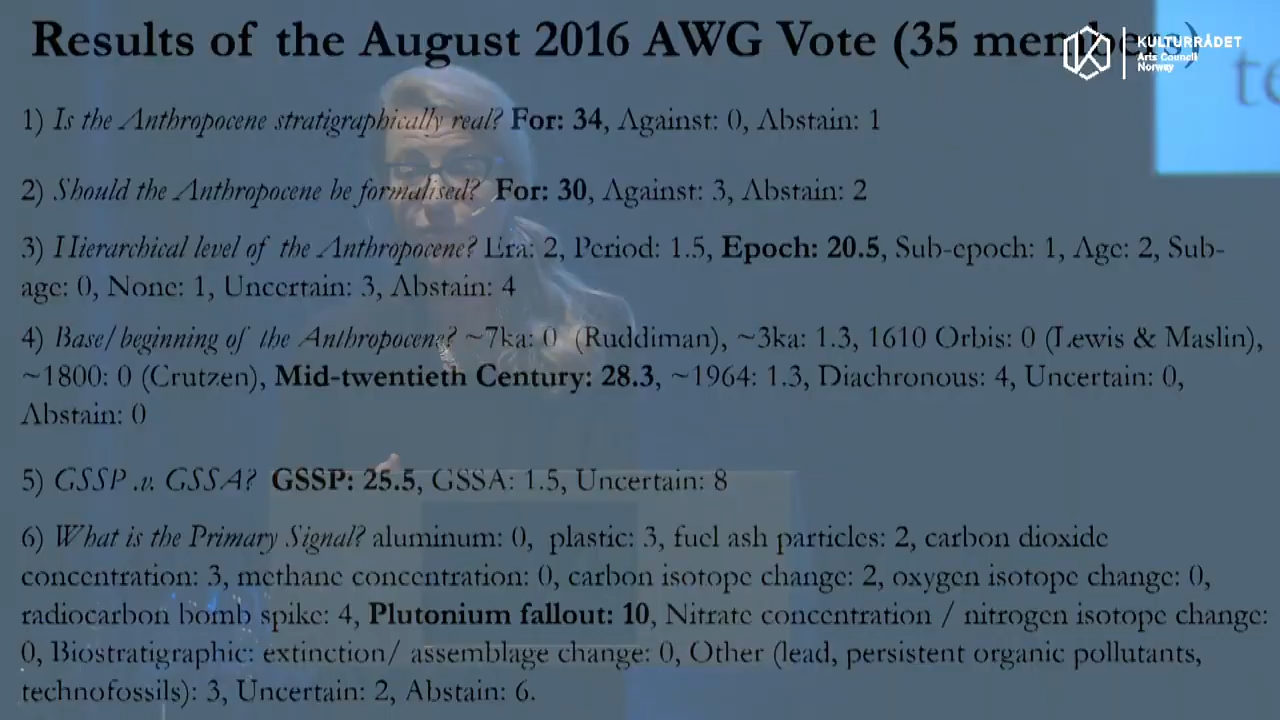 Results of the August 2016 AWG Vote (35 members)
KULTURRÅDET
Arts Council
Norway
te
1) Is the Anthropocene stratigraphically real? For: 34, Against: 0, Abstain: 1
2) Should the Anthropocene be formalised? For: 30, Against: 3, Abstain: 2
3) Hierarchical level of the Anthropocene? Era: 2, Period: 1.5, Epoch: 20.5, Sub-epoch: 1, Age: 2, Sub-
age: 0, None: 1, Uncertain: 3, Abstain: 4
4) Base/beginning of the Anthropocene? ~7ka: 0 (Ruddiman), ~3ka: 1.3, 1610 Orbis: 0 (Lewis & Maslin),
~1800: 0 (Crutzen), Mid-twentieth Century: 28.3, ~1964: 1.3, Diachronous: 4, Uncertain: 0,
Abstain: 0
5) GSSP .v. GSSA? GSSP: 25.5, GSSA: 1.5, Uncertain: 8
6) What is the Primary Signal? aluminum: 0, plastic: 3, fuel ash particles: 2, carbon dioxide
concentration: 3, methane concentration: 0, carbon isotope change: 2, oxygen isotope change: 0,
radiocarbon bomb spike: 4, Plutonium fallout: 10, Nitrate concentration / nitrogen isotope change:
0, Biostratigraphic: extinction/ assemblage change: 0, Other (lead, persistent organic pollutants,
technofossils): 3, Uncertain: 2, Abstain: 6.